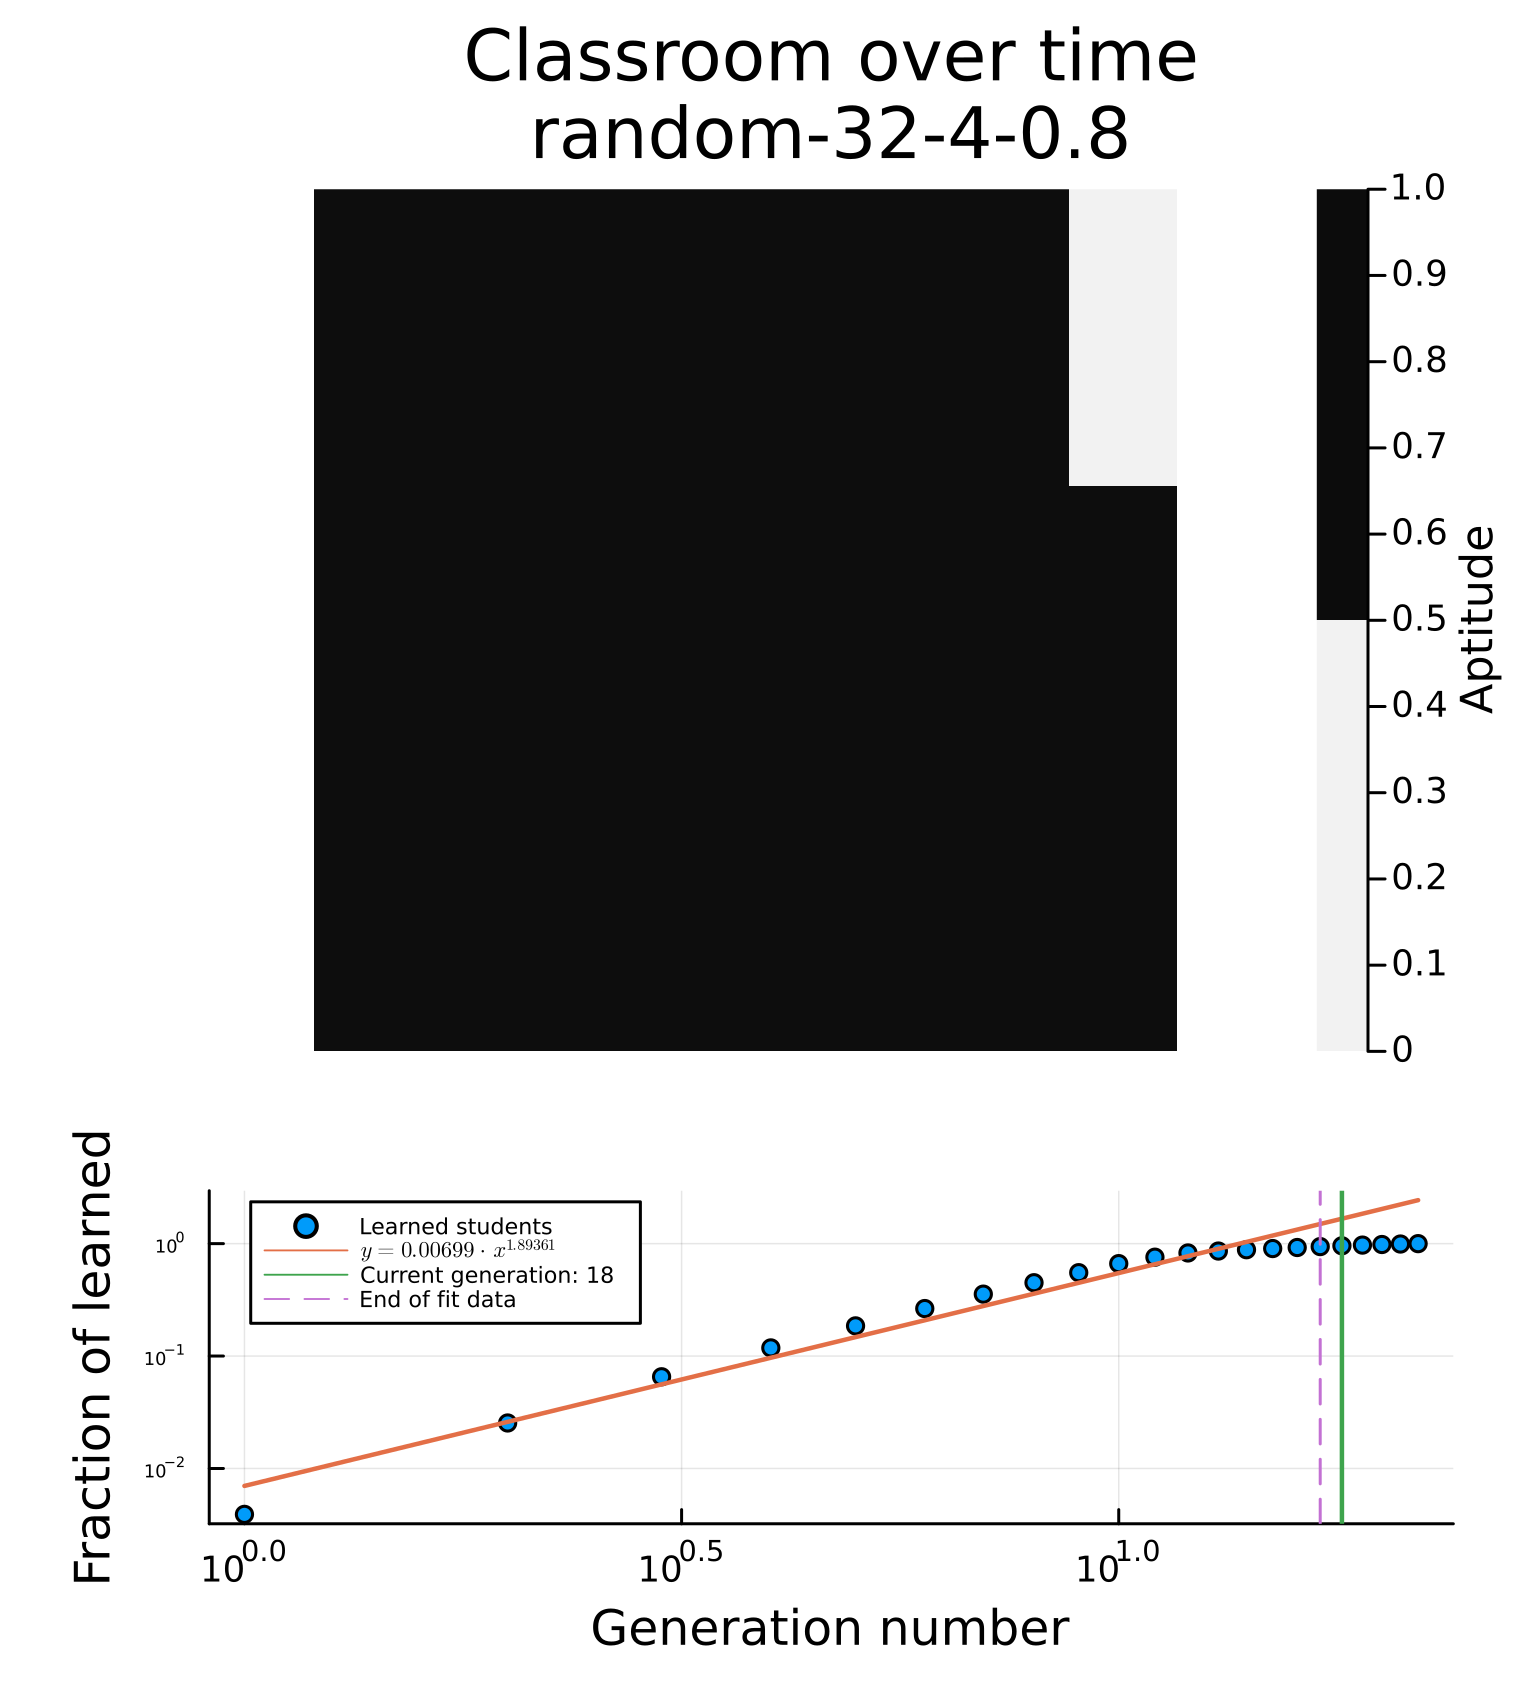 Classroom over time
random-32-4-0.8
1.0
0.9
0.8
0.7
0.6
0.5
0.4
0.3
0.2
0.1
0
Aptitude
Fraction of learned
10^0
10^−1
10^−2
Learned students
y = 0.00699 · x^1.89361
Current generation: 18
End of fit data
10^0.0
10^0.5
10^1.0
Generation number